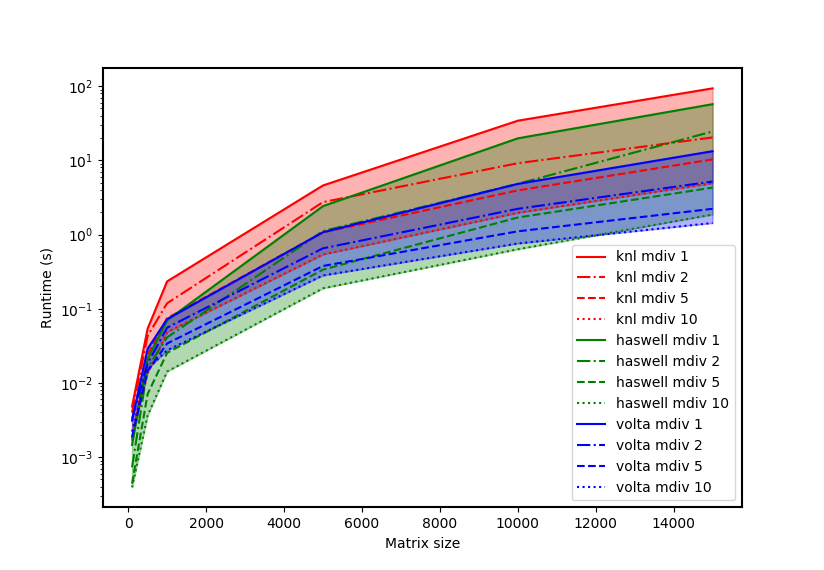 10²
10¹
10⁰
10⁻¹
10⁻²
10⁻³
Runtime (s)
knl mdiv 1
knl mdiv 2
knl mdiv 5
knl mdiv 10
haswell mdiv 1
haswell mdiv 2
haswell mdiv 5
haswell mdiv 10
volta mdiv 1
volta mdiv 2
volta mdiv 5
volta mdiv 10
0 2000 4000 6000 8000 10000 12000 14000
Matrix size